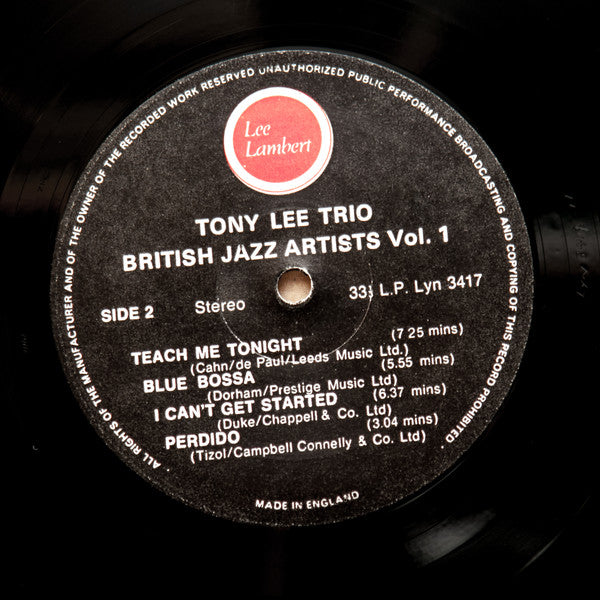 ALL RIGHTS OF THE MANUFACTURER AND OF THE OWNER OF THE RECORDED WORK RESERVED UNAUTHORIZED PUBLIC PERFORMANCE BROADCASTING AND COPYING OF THIS RECORD PROHIBITED
Lee
Lambert
TONY LEE TRIO
BRITISH JAZZ ARTISTS Vol. 1
SIDE 2 Stereo 33⅓ L.P. Lyn 3417
TEACH ME TONIGHT (7 25 mins)
(Cahn/de Paul/Leeds Music Ltd.)
BLUE BOSSA (5.55 mins)
(Dorham/Prestige Music Ltd)
I CAN'T GET STARTED (6.37 mins)
(Duke/Chappell & Co. Ltd)
PERDIDO (3.04 mins)
(Tizol/Campbell Connelly & Co. Ltd)
MADE IN ENGLAND